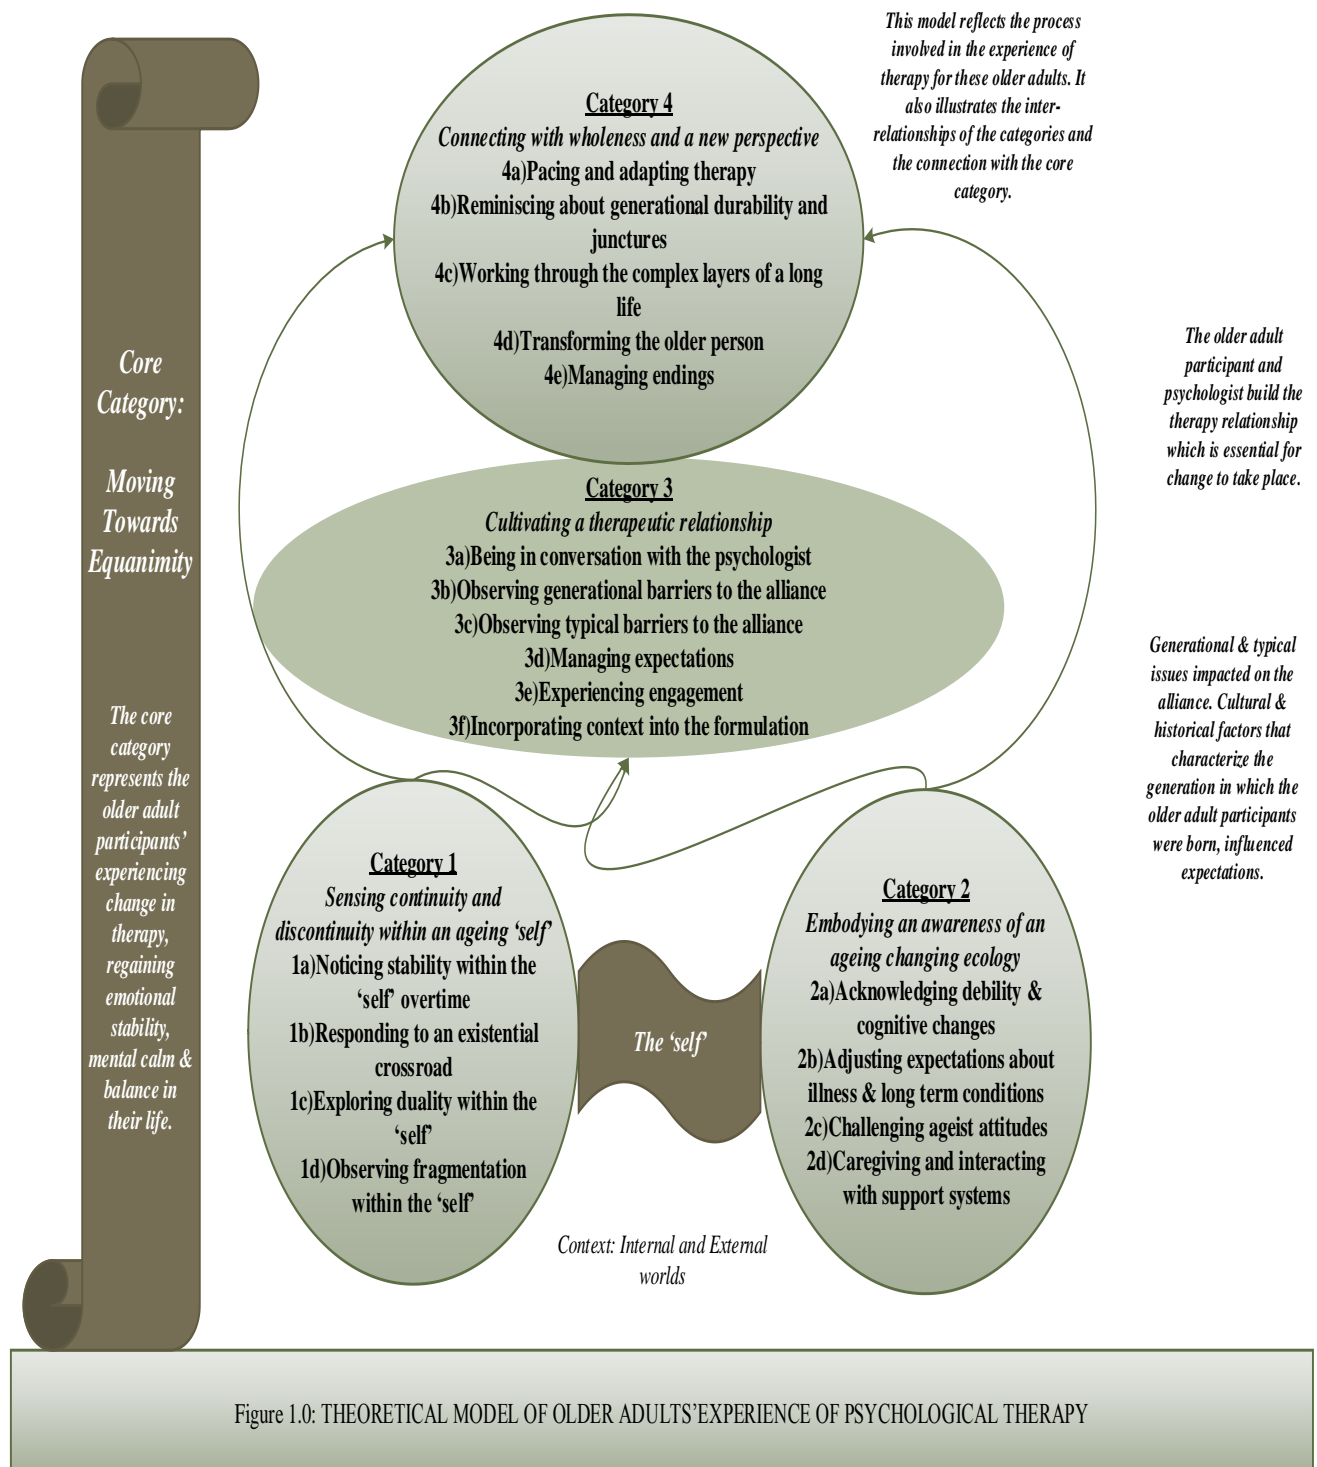 This model reflects the process
involved in the experience of
therapy for these older adults. It
also illustrates the inter-
relationships of the categories and
the connection with the core
category.
Category 4
Connecting with wholeness and a new perspective
4a)Pacing and adapting therapy
4b)Reminiscing about generational durability and
junctures
4c)Working through the complex layers of a long
life
4d)Transforming the older person
4e)Managing endings
Core
Category:
Moving
Towards
Equanimity
The core
category
represents the
older adult
participants’
experiencing
change in
therapy,
regaining
emotional
stability,
mental calm &
balance in
their life.
The older adult
participant and
psychologist build the
therapy relationship
which is essential for
change to take place.
Category 3
Cultivating a therapeutic relationship
3a)Being in conversation with the psychologist
3b)Observing generational barriers to the alliance
3c)Observing typical barriers to the alliance
3d)Managing expectations
3e)Experiencing engagement
3f)Incorporating context into the formulation
Generational & typical
issues impacted on the
alliance. Cultural &
historical factors that
characterize the
generation in which the
older adult participants
were born, influenced
expectations.
Category 1
Sensing continuity and
discontinuity within an ageing ‘self’
1a)Noticing stability within the
‘self’ overtime
1b)Responding to an existential
crossroad
1c)Exploring duality within the
‘self’
1d)Observing fragmentation
within the ‘self’
The ‘self’
Category 2
Embodying an awareness of an
ageing changing ecology
2a)Acknowledging debility &
cognitive changes
2b)Adjusting expectations about
illness & long term conditions
2c)Challenging ageist attitudes
2d)Caregiving and interacting
with support systems
Context: Internal and External
worlds
Figure 1.0: THEORETICAL MODEL OF OLDER ADULTS’EXPERIENCE OF PSYCHOLOGICAL THERAPY